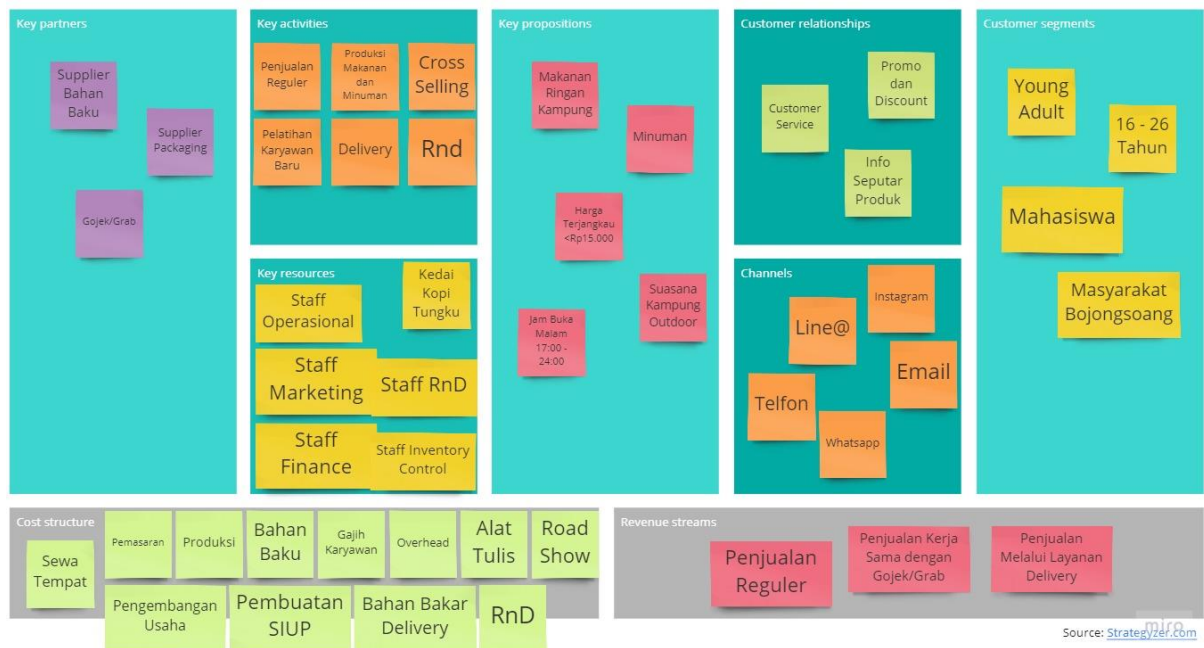 Key partners
Supplier
Bahan
Baku
Supplier
Packaging
Gojek/Grab
Key activities
Penjualan
Reguler
Produksi
Makanan
dan
Minuman
Cross
Selling
Pelatihan
Karyawan
Baru
Delivery
Rnd
Key resources
Kedai
Kopi
Tungku
Staff
Operasional
Staff
Marketing
Staff RnD
Staff
Finance
Staff Inventory
Control
Key propositions
Makanan
Ringan
Kampung
Minuman
Harga
Terjangkau
<Rp15.000
Suasana
Kampung
Outdoor
Jam Buka
Malam
17:00 -
24:00
Customer relationships
Promo
dan
Discount
Customer
Service
Info
Seputar
Produk
Channels
Instagram
Line@
Email
Telfon
Whatsapp
Customer segments
Young
Adult
16 - 26
Tahun
Mahasiswa
Masyarakat
Bojongsoang
Cost structure
Sewa
Tempat
Pemasaran
Produksi
Bahan
Baku
Gajih
Karyawan
Overhead
Alat
Tulis
Road
Show
Pengembangan
Usaha
Pembuatan
SIUP
Bahan Bakar
Delivery
RnD
Revenue streams
Penjualan
Reguler
Penjualan Kerja
Sama dengan
Gojek/Grab
Penjualan
Melalui Layanan
Delivery
miro
Source: Strategyzer.com